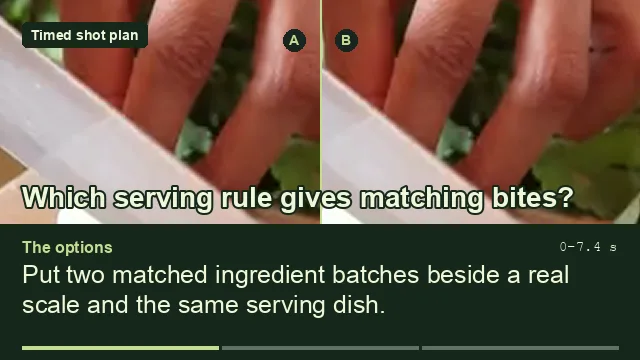 Timed shot plan
A
B
Which serving rule gives matching bites?
The options
0–7.4 s
Put two matched ingredient batches beside a real
scale and the same serving dish.